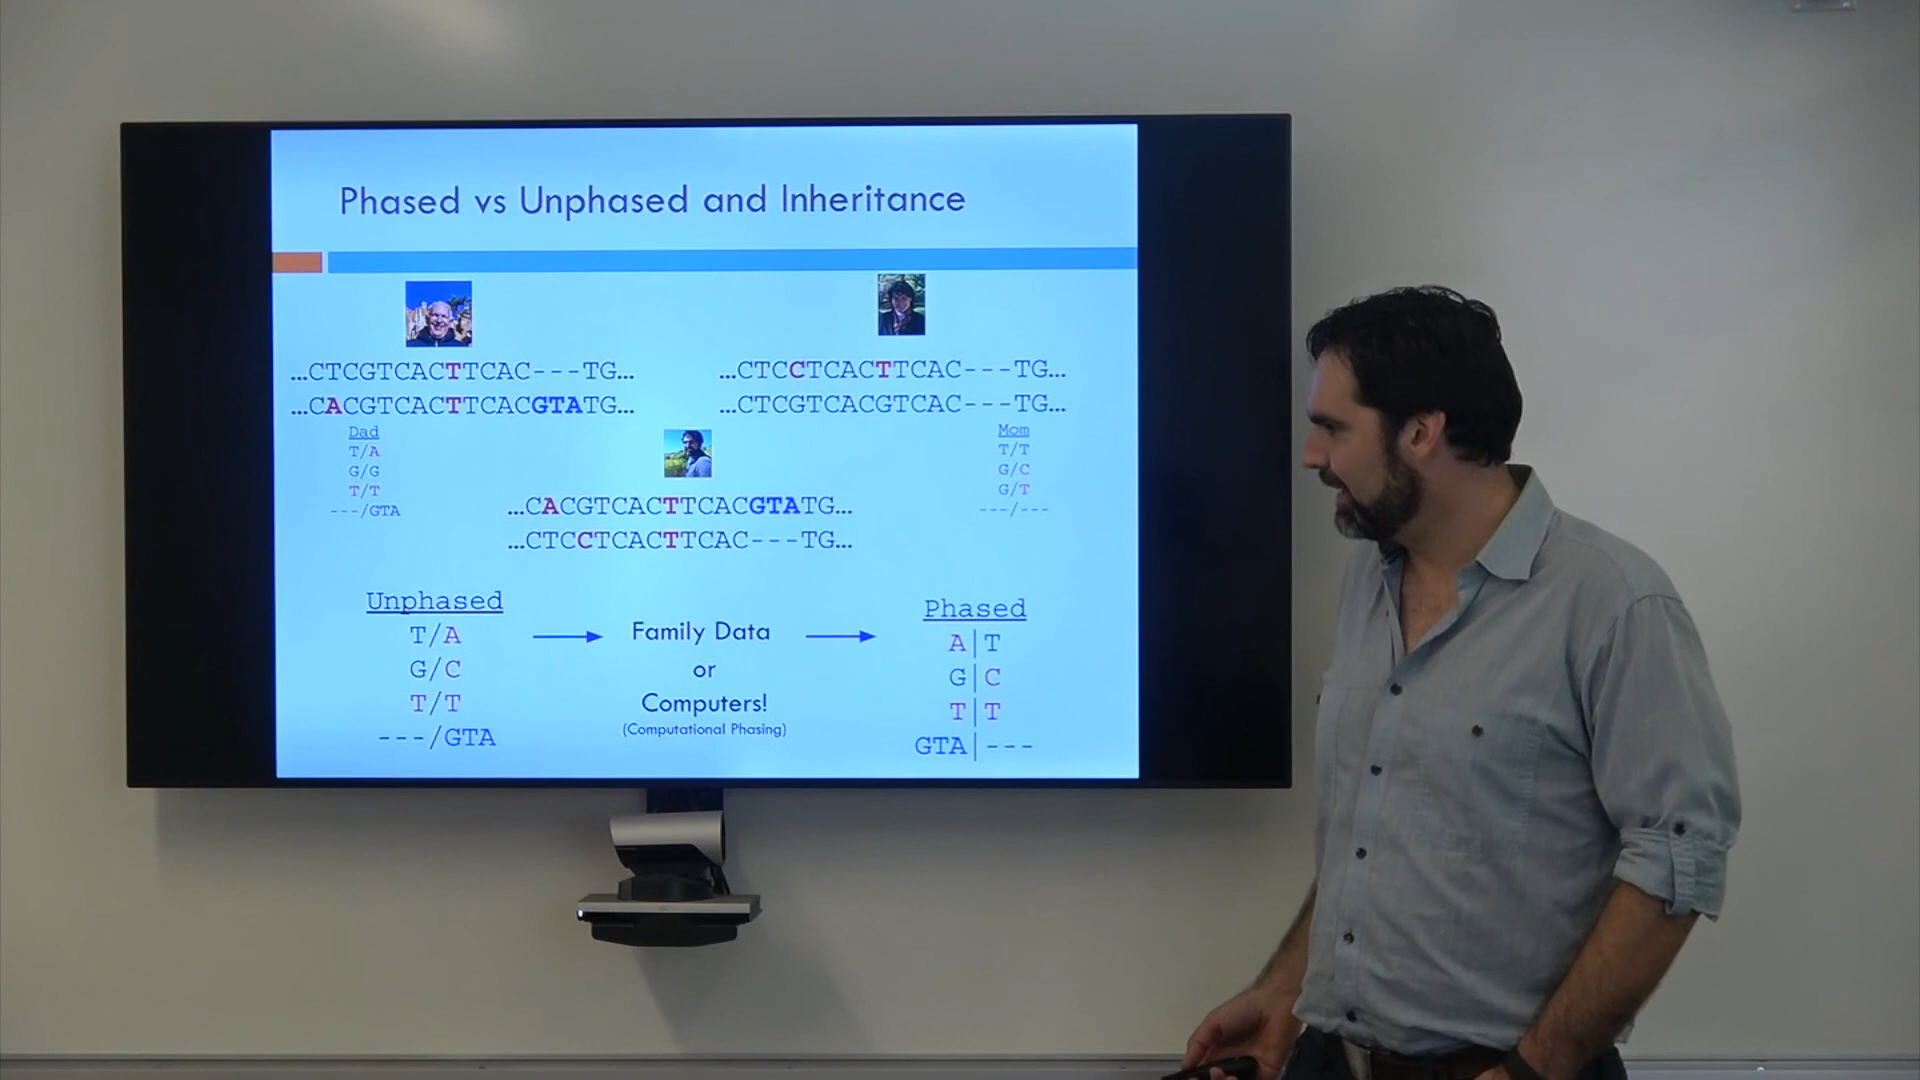 Phased vs Unphased and Inheritance
...CTCGTCACTTCAC---TG...
...CACGTCACTTCACGTATG...
...CTCCTCACTTCAC---TG...
...CTCGTCACGTCAC---TG...
Dad
T/A
G/G
T/T
---/GTA
Mom
T/T
G/C
G/T
---/---
...CACGTCACTTCACGTATG...
...CTCCTCACTTCAC---TG...
Unphased
T/A
G/C
T/T
---/GTA
Family Data
or
Computers!
(Computational Phasing)
Phased
A|T
G|C
T|T
GTA|---